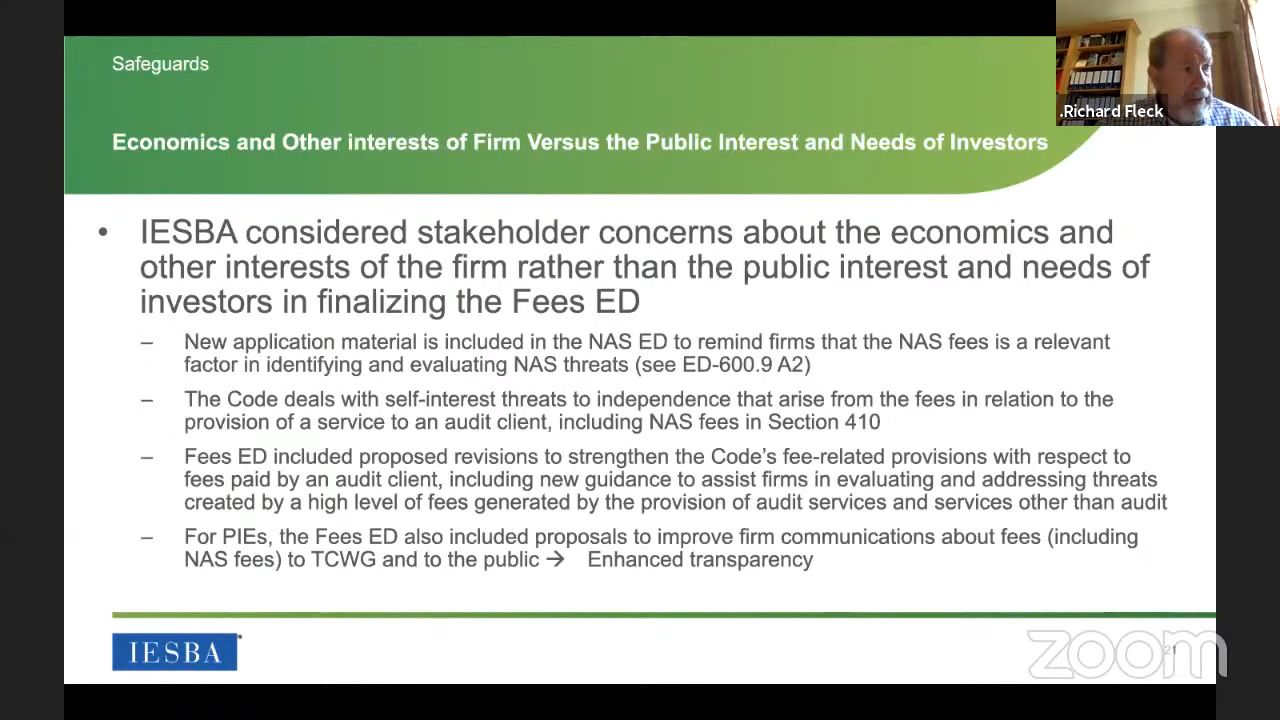 Safeguards
.Richard Fleck
Economics and Other interests of Firm Versus the Public Interest and Needs of Investors
• IESBA considered stakeholder concerns about the economics and
other interests of the firm rather than the public interest and needs of
investors in finalizing the Fees ED
– New application material is included in the NAS ED to remind firms that the NAS fees is a relevant
factor in identifying and evaluating NAS threats (see ED-600.9 A2)
– The Code deals with self-interest threats to independence that arise from the fees in relation to the
provision of a service to an audit client, including NAS fees in Section 410
– Fees ED included proposed revisions to strengthen the Code's fee-related provisions with respect to
fees paid by an audit client, including new guidance to assist firms in evaluating and addressing threats
created by a high level of fees generated by the provision of audit services and services other than audit
– For PIEs, the Fees ED also included proposals to improve firm communications about fees (including
NAS fees) to TCWG and to the public → Enhanced transparency
IESBA
zoom
21